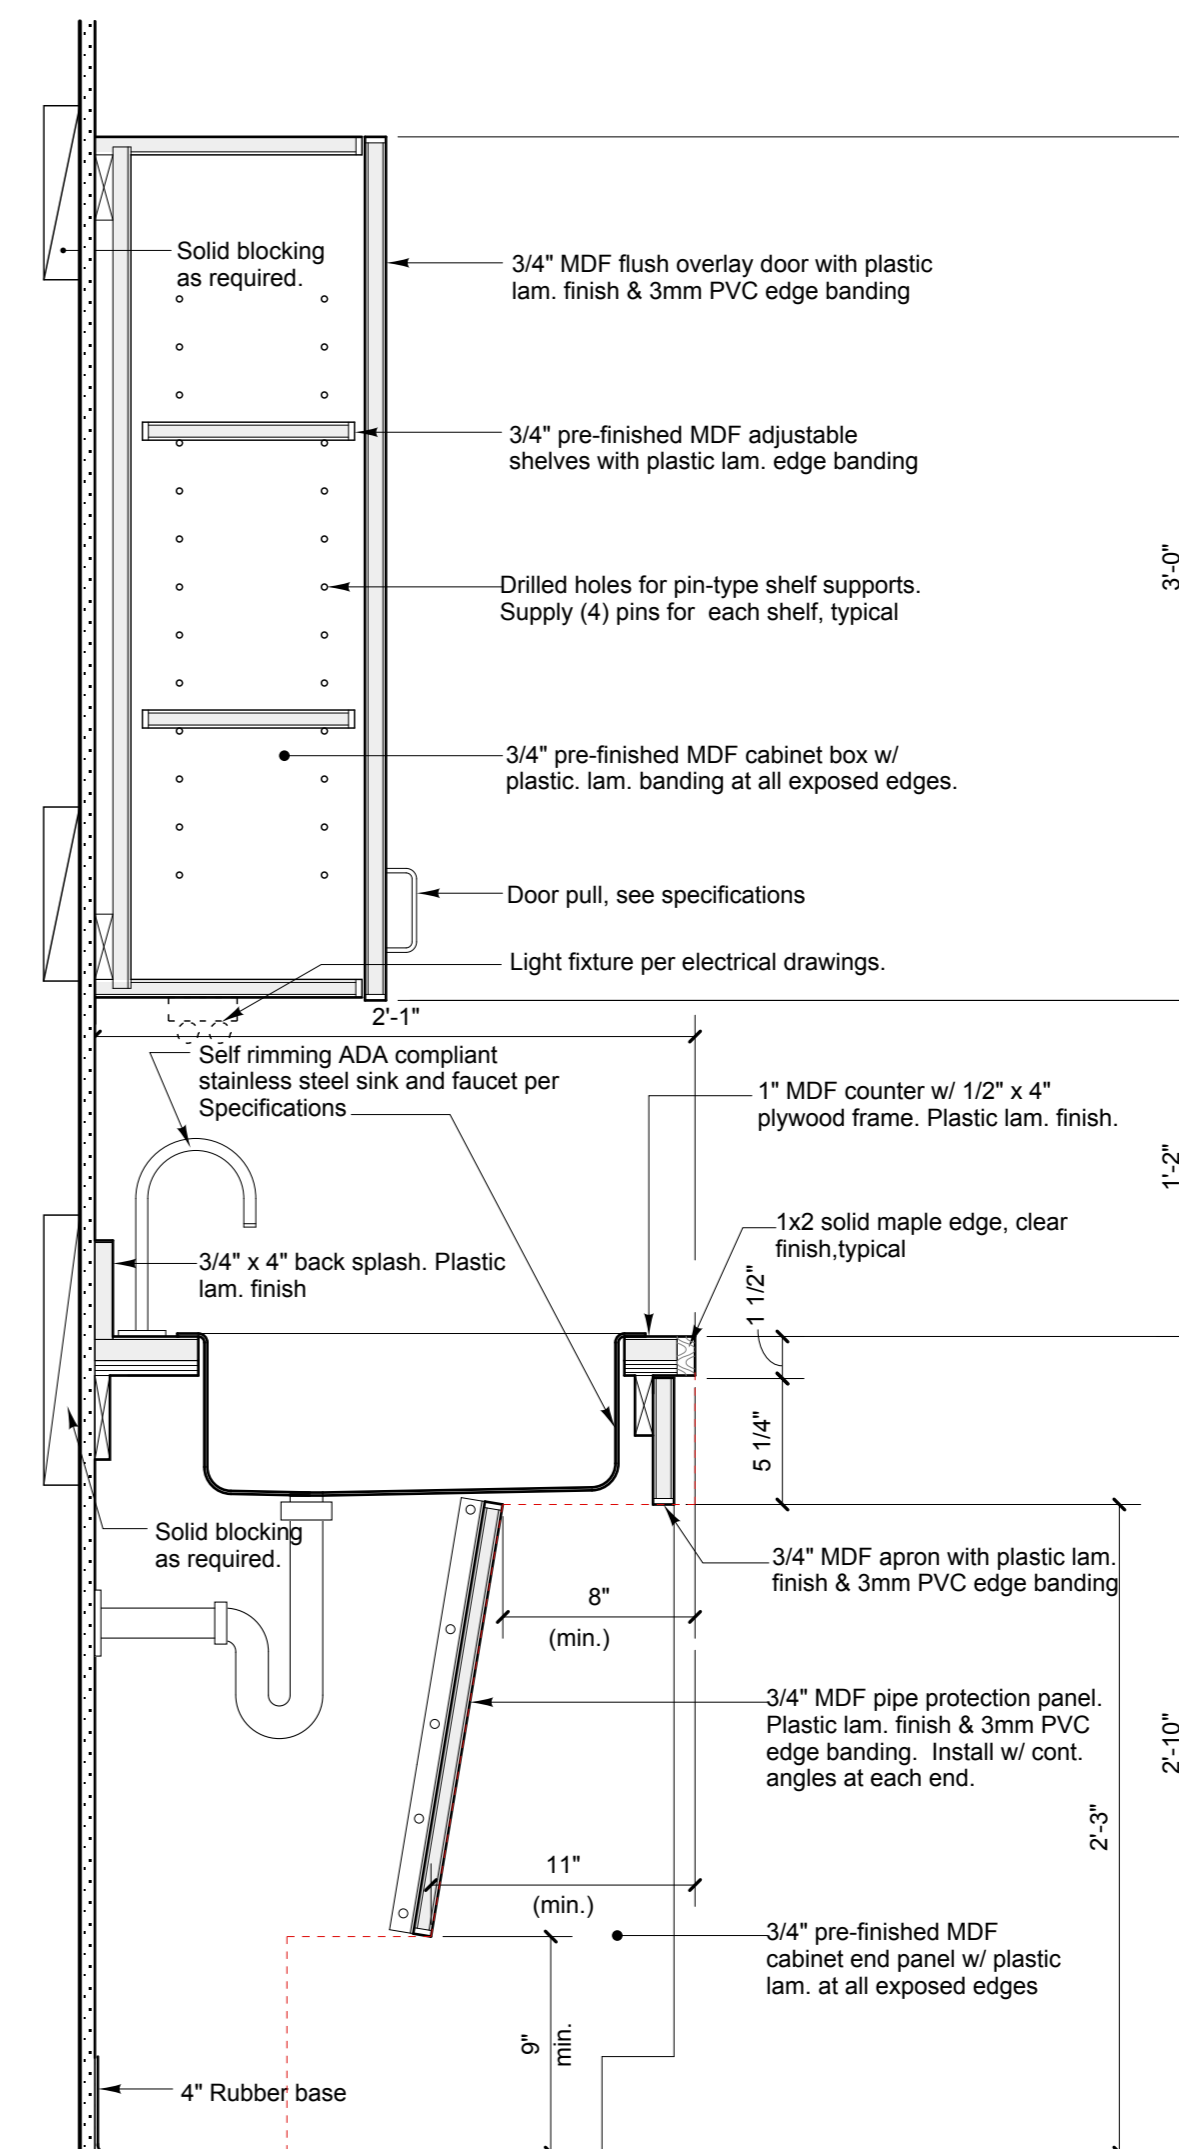 Solid blocking
as required.
3/4" MDF flush overlay door with plastic
lam. finish & 3mm PVC edge banding
3/4" pre-finished MDF adjustable
shelves with plastic lam. edge banding
3'-0"
Drilled holes for pin-type shelf supports.
Supply (4) pins for each shelf, typical
3/4" pre-finished MDF cabinet box w/
plastic. lam. banding at all exposed edges.
Door pull, see specifications
Light fixture per electrical drawings.
2'-1"
Self rimming ADA compliant
stainless steel sink and faucet per
Specifications
1" MDF counter w/ 1/2" x 4"
plywood frame. Plastic lam. finish.
1'-2"
1x2 solid maple edge, clear
finish,typical
3/4" x 4" back splash. Plastic
lam. finish
1 1/2"
5 1/4"
Solid blocking
as required.
3/4" MDF apron with plastic lam.
finish & 3mm PVC edge banding
8"
(min.)
3/4" MDF pipe protection panel.
Plastic lam. finish & 3mm PVC
edge banding. Install w/ cont.
angles at each end.
2'-10"
2'-3"
11"
(min.)
3/4" pre-finished MDF
cabinet end panel w/ plastic
lam. at all exposed edges
9"
min.
4" Rubber base